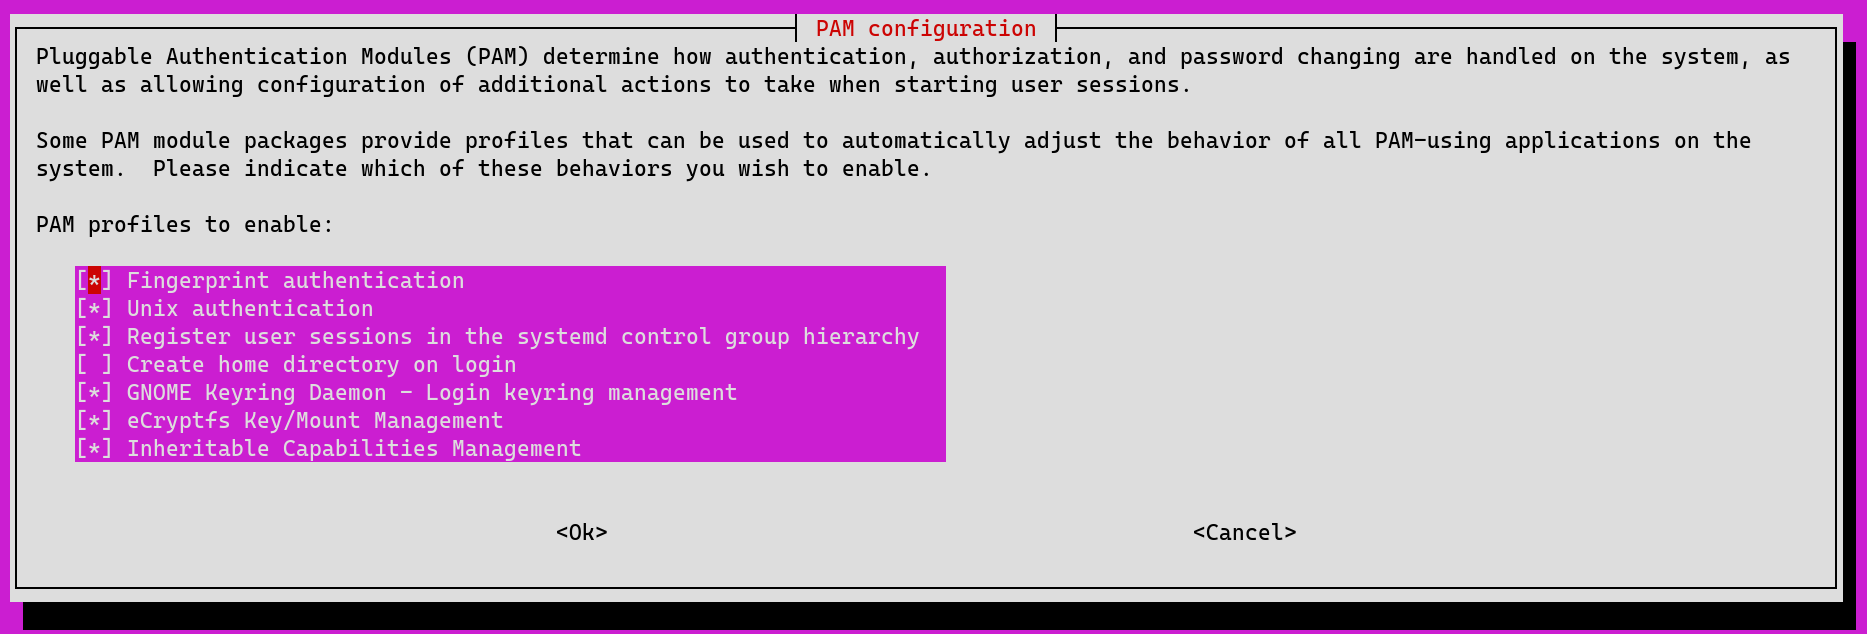 PAM configuration
Pluggable Authentication Modules (PAM) determine how authentication, authorization, and password changing are handled on the system, as
well as allowing configuration of additional actions to take when starting user sessions.
Some PAM module packages provide profiles that can be used to automatically adjust the behavior of all PAM-using applications on the
system.  Please indicate which of these behaviors you wish to enable.
PAM profiles to enable:
[*] Fingerprint authentication
[*] Unix authentication
[*] Register user sessions in the systemd control group hierarchy
[ ] Create home directory on login
[*] GNOME Keyring Daemon - Login keyring management
[*] eCryptfs Key/Mount Management
[*] Inheritable Capabilities Management
<Ok> <Cancel>